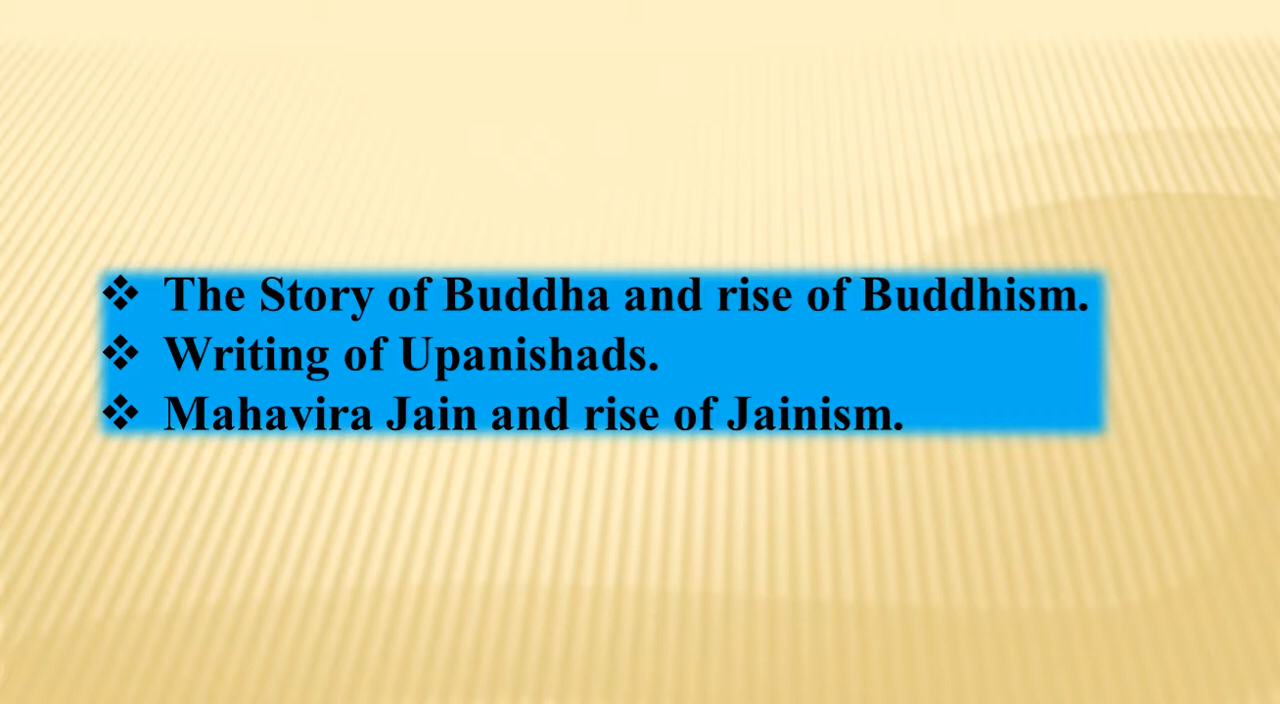 ❖ The Story of Buddha and rise of Buddhism.
❖ Writing of Upanishads.
❖ Mahavira Jain and rise of Jainism.